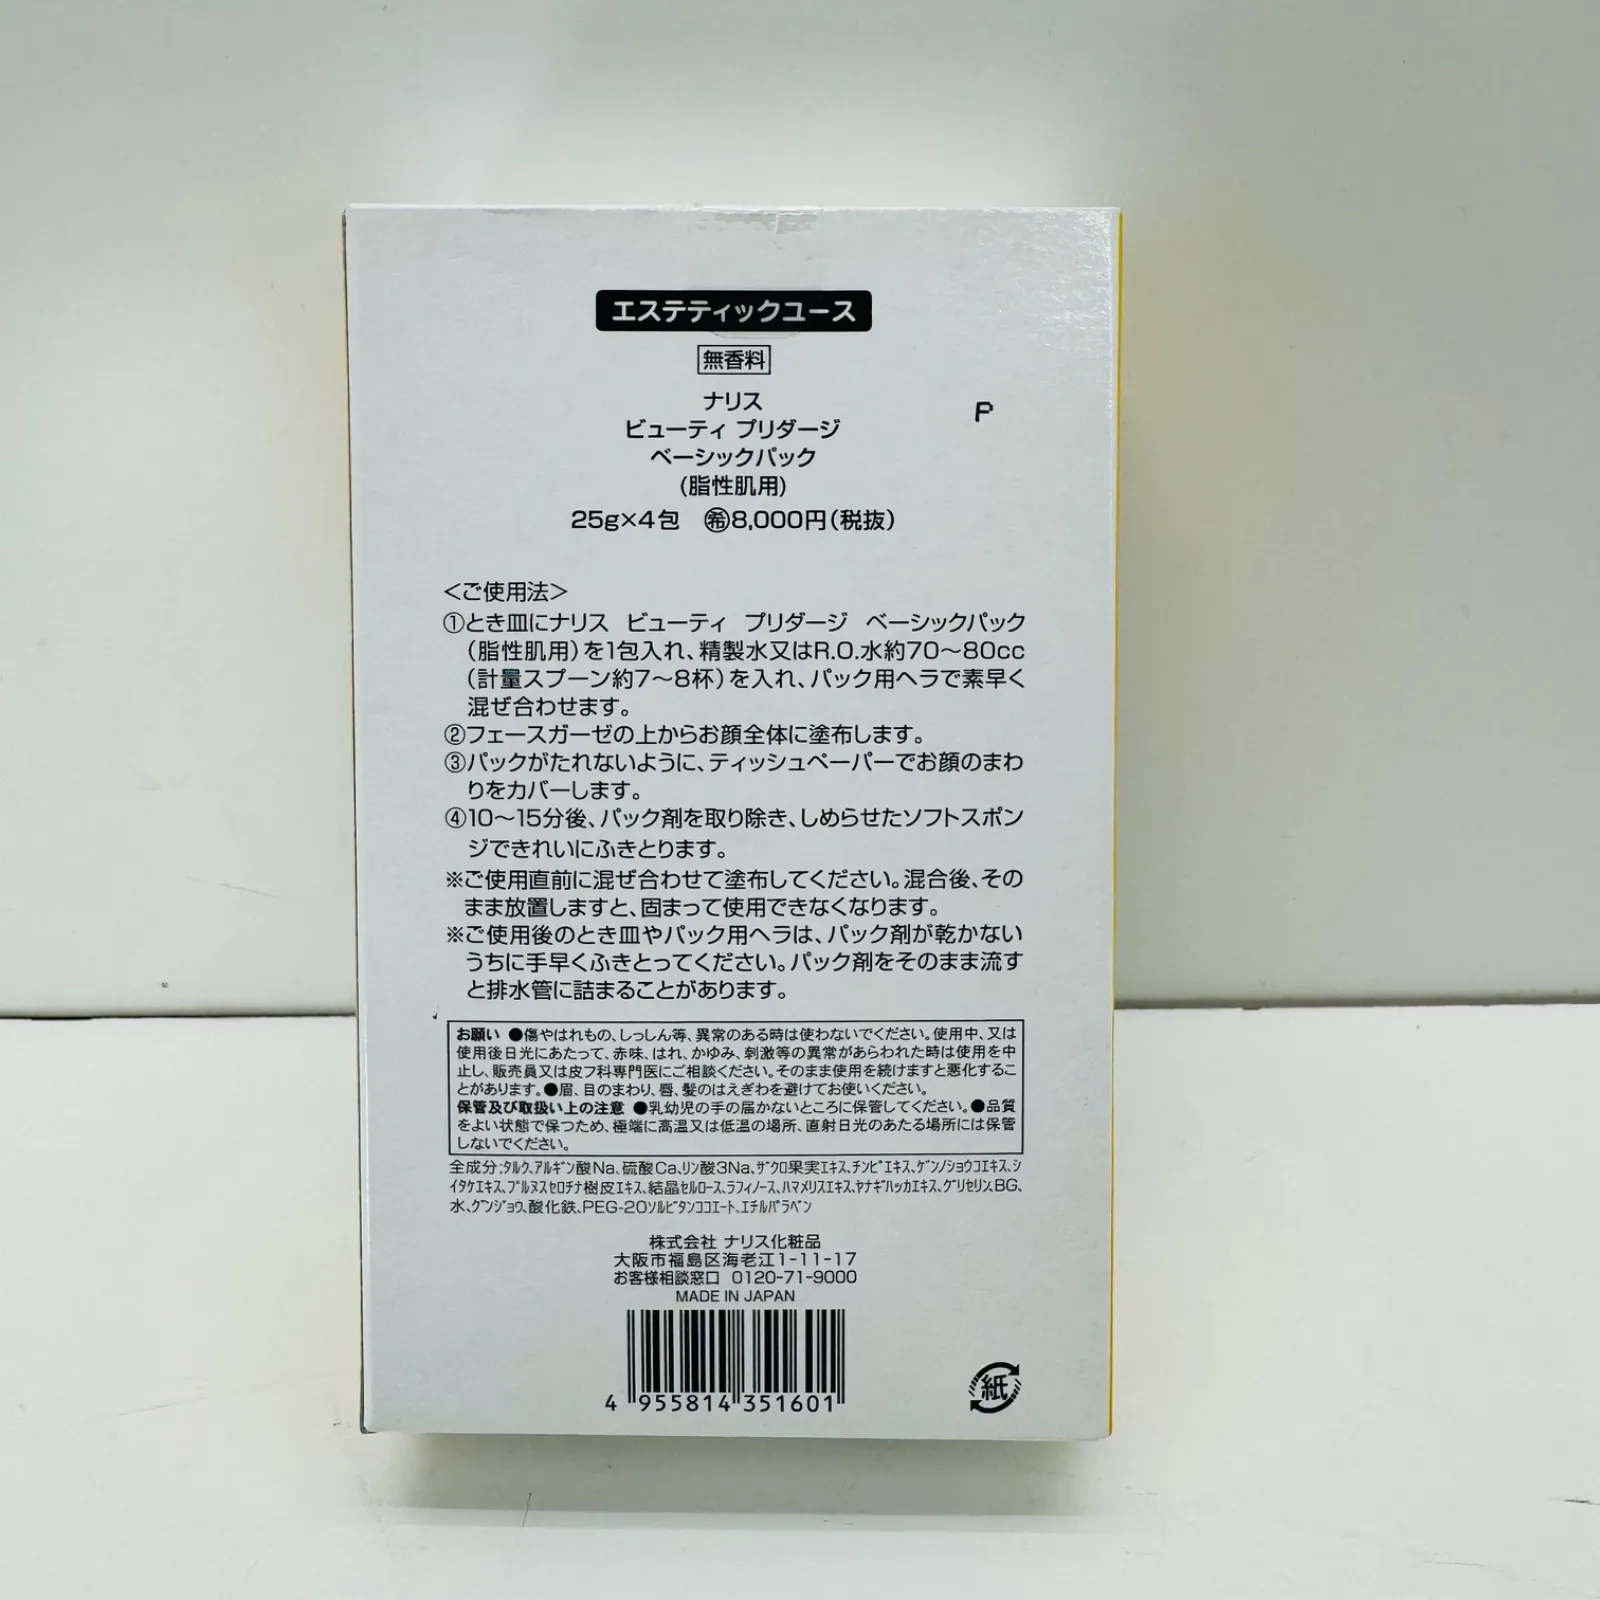 エステティックユース
無香料
ナリス
ビューティ プリダージ
P
ベーシックパック
(脂性肌用)
25g×4包 ㊒8,000円(税抜)
<ご使用法>
①とき皿にナリス ビューティ プリダージ ベーシックパック
(脂性肌用)を1包入れ、精製水又はR.O.水約70〜80cc
(計量スプーン約7〜8杯)を入れ、パック用ヘラで素早く
混ぜ合わせます。
②フェースガーゼの上からお顔全体に塗布します。
③パックがたれないように、ティッシュペーパーでお顔のまわ
りをカバーします。
④10〜15分後、パック剤を取り除き、しめらせたソフトスポン
ジできれいにふきとります。
※ご使用直前に混ぜ合わせて塗布してください。混合後、その
まま放置しますと、固まって使用できなくなります。
※ご使用後のとき皿やパック用ヘラは、パック剤が乾かない
うちに手早くふきとってください。パック剤をそのまま流す
と排水管に詰まることがあります。
お願い ●傷やはれもの、しっしん等、異常のある時は使わないでください。使用中、又は
使用後日光にあたって、赤味、はれ、かゆみ、刺激等の異常があらわれた時は使用を中
止し、販売員又は皮フ科専門医にご相談ください。そのまま使用を続けますと悪化するこ
とがあります。●眉、目のまわり、唇、髪のはえぎわを避けてお使いください。
保管及び取扱い上の注意 ●乳幼児の手の届かないところに保管してください。●品質
をよい状態で保つため、極端に高温又は低温の場所、直射日光のあたる場所には保管
しないでください。
全成分:タルク、アルギン酸Na、硫酸Ca、リン酸3Na、ザクロ果実エキス、チンピエキス、ゲンノショウコエキス、シ
イタケエキス、プルヌスセロチナ樹皮エキス、結晶セルロース、ラフィノース、ハマメリスエキス、ヤナギハッカエキス、グリセリン、BG、
水、グンジョウ、酸化鉄、PEG-20ソルビタンココエート、エチルパラベン
株式会社 ナリス化粧品
大阪市福島区海老江1-11-17
お客様相談窓口 0120-71-9000
MADE IN JAPAN
4 955814 351601
紙